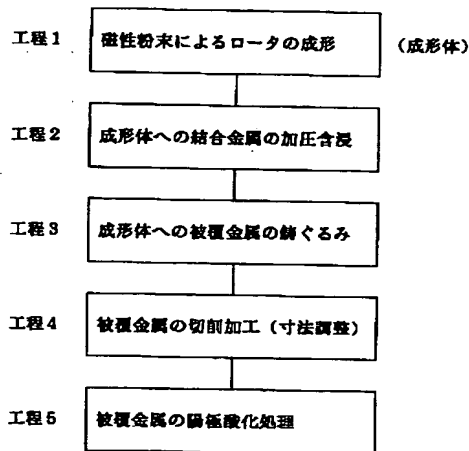 工程1 磁性粉末によるロータの成形 (成形体)
工程2 成形体への結合金属の加圧含浸
工程3 成形体への被覆金属の鋳ぐるみ
工程4 被覆金属の切削加工(寸法調整)
工程5 被覆金属の陽極酸化処理